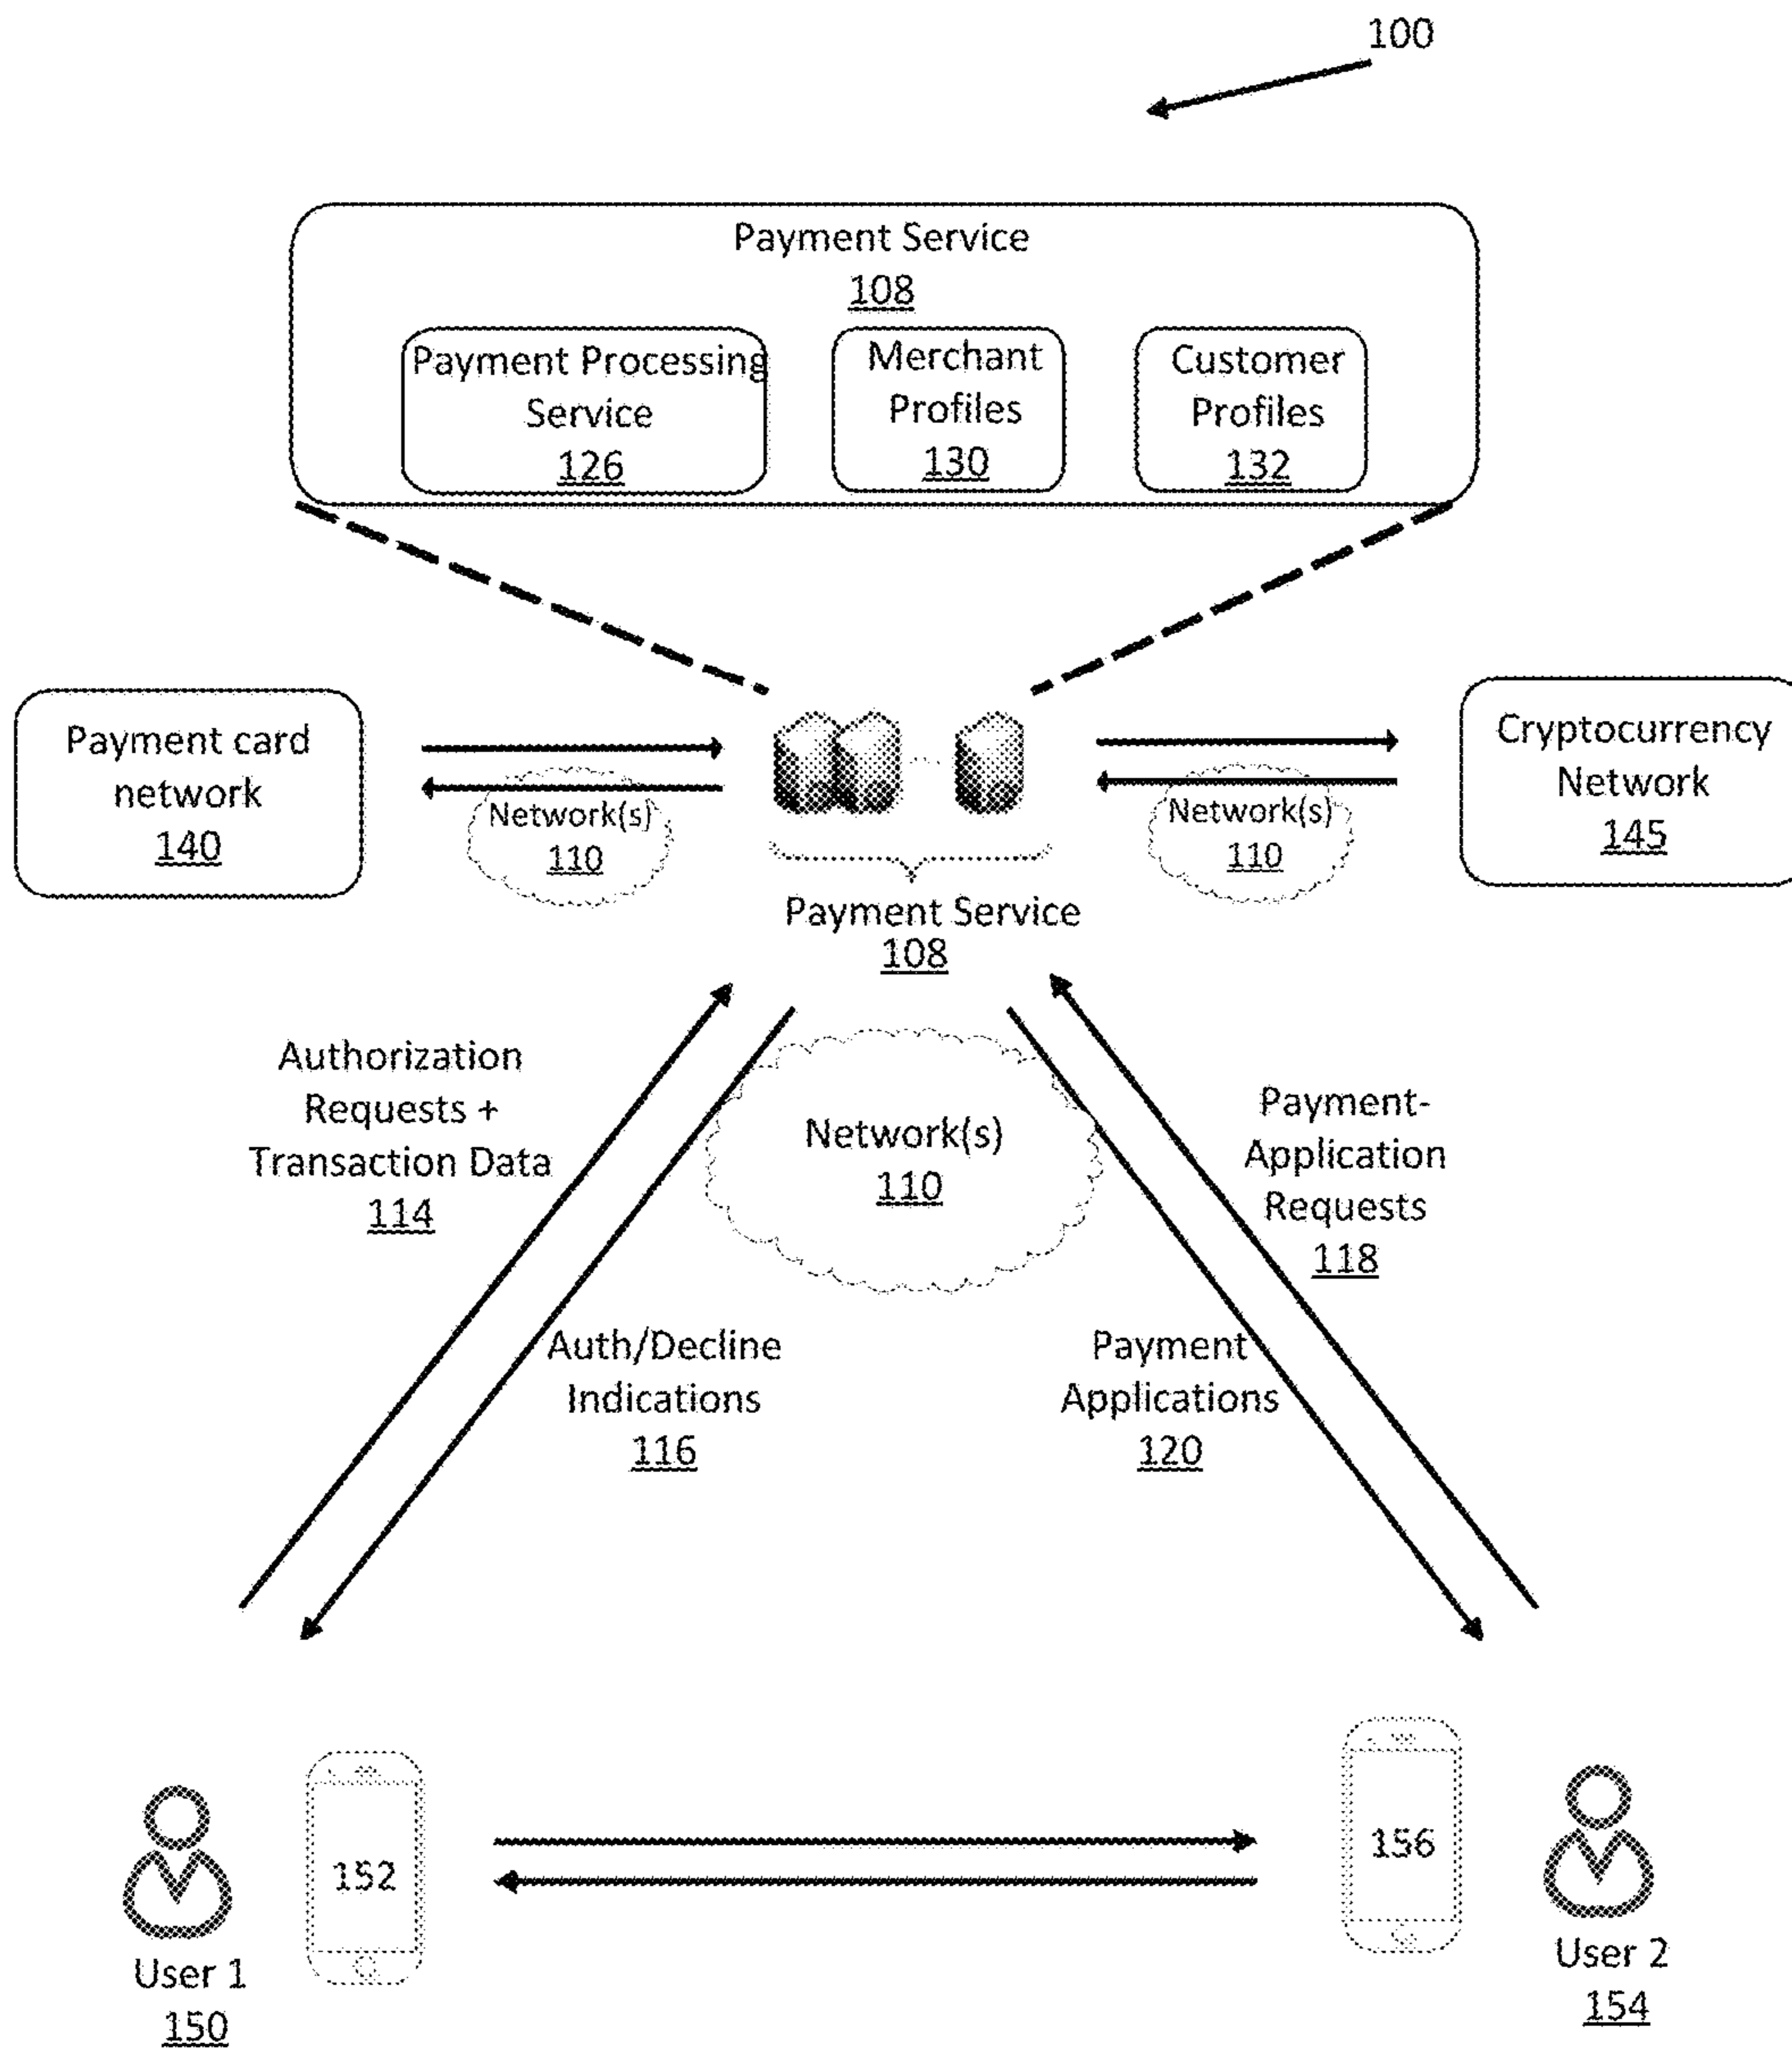 100
Payment Service
108
Payment Processing
Service
126
Merchant
Profiles
130
Customer
Profiles
132
Payment card
network
140
Network(s)
110
Payment Service
108
Network(s)
110
Cryptocurrency
Network
145
Authorization
Requests +
Transaction Data
114
Network(s)
110
Payment-
Application
Requests
118
Auth/Decline
Indications
116
Payment
Applications
120
152
156
User 1
150
User 2
154